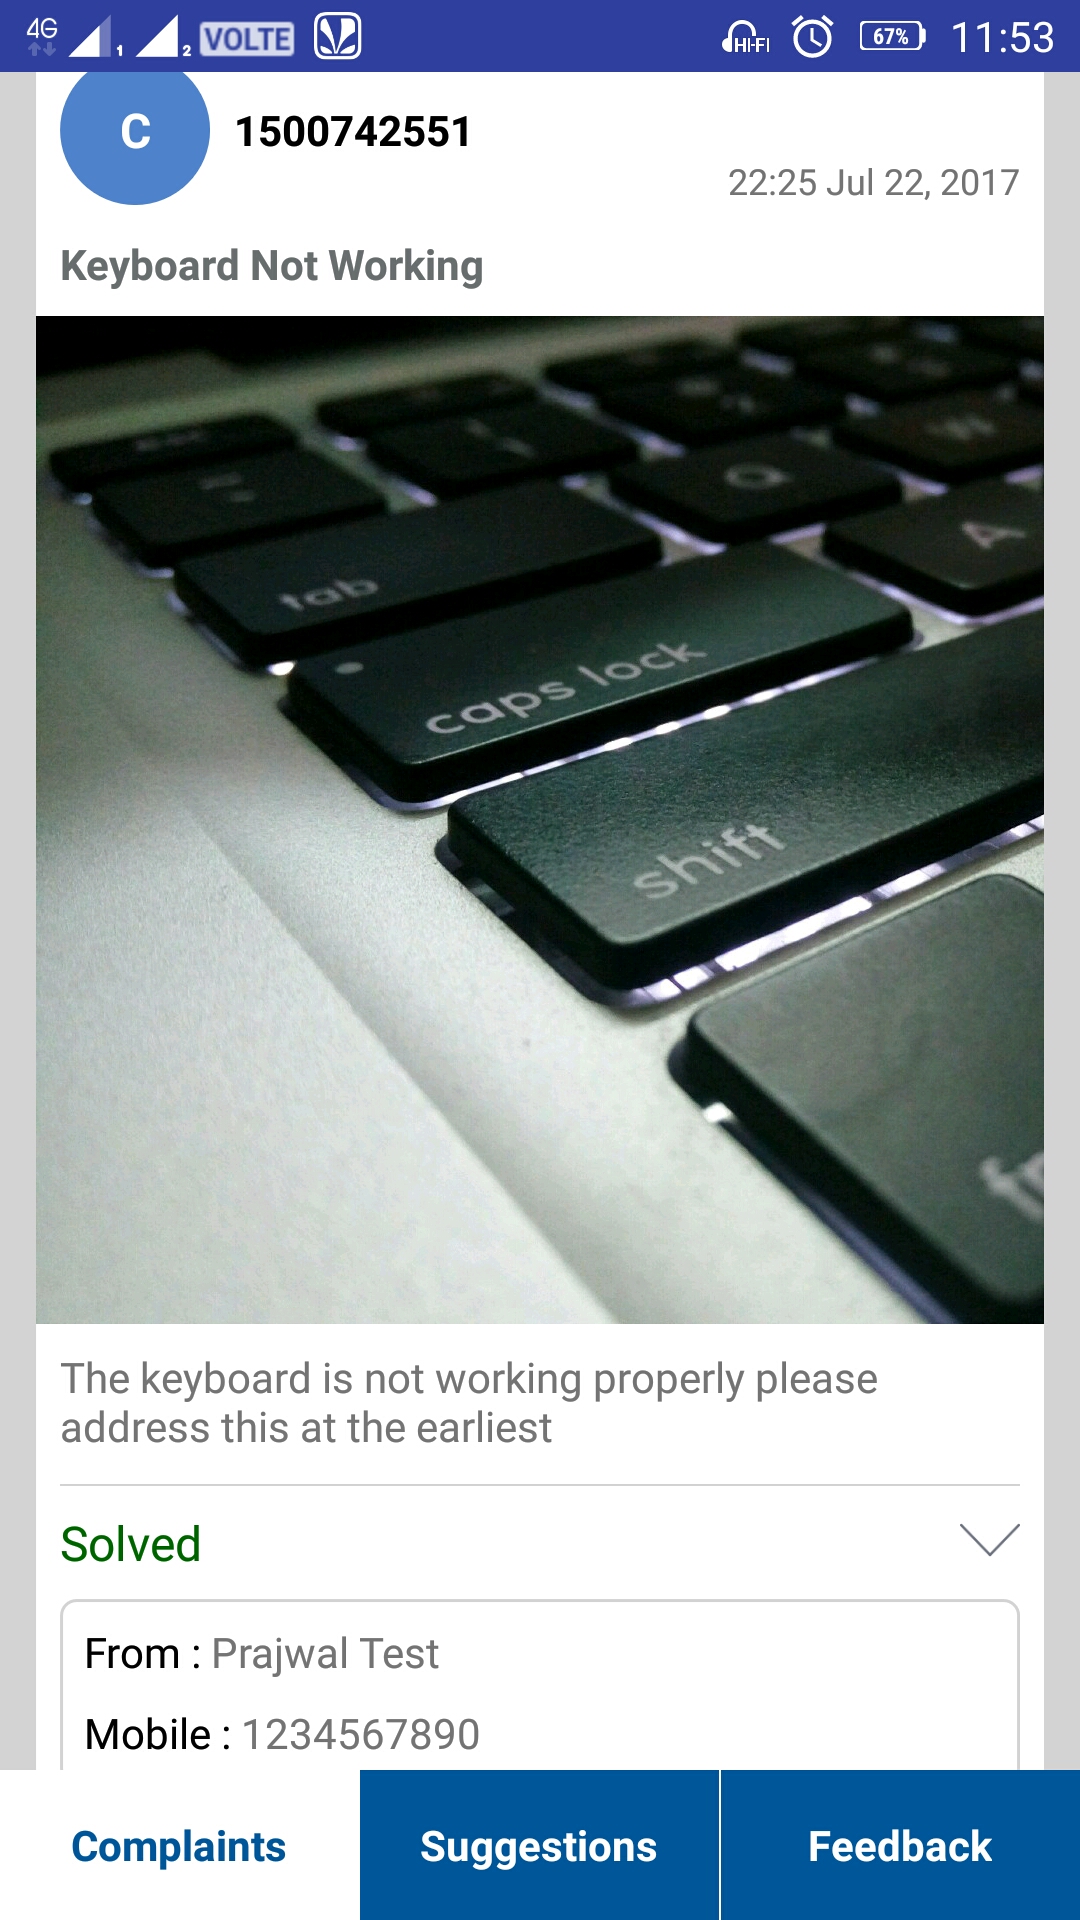 4G 1 2 VOLTE HI-FI 67% 11:53
C 1500742551
22:25 Jul 22, 2017
Keyboard Not Working
Q W
A
tab
caps lock
shift
The keyboard is not working properly please
address this at the earliest
Solved
From : Prajwal Test
Mobile : 1234567890
Complaints Suggestions Feedback